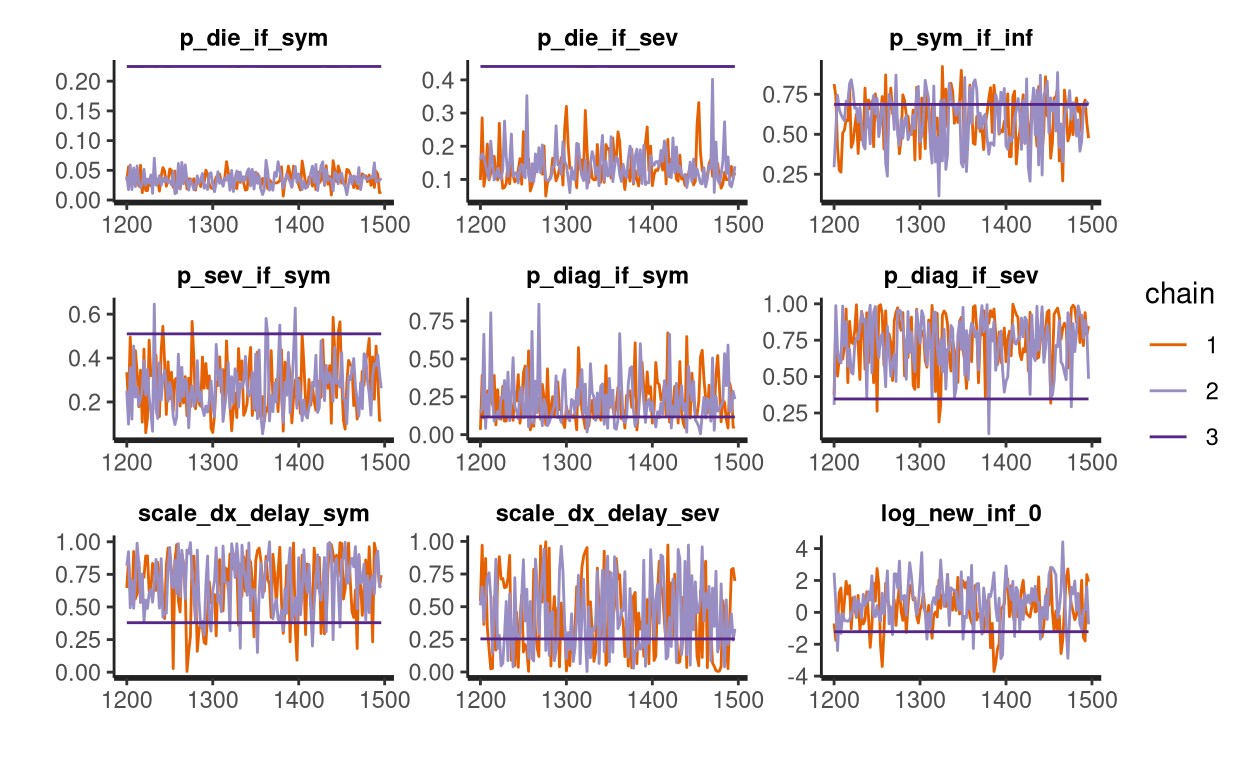 p_die_if_sym p_die_if_sev p_sym_if_inf
0.20 0.15 0.10 0.05 0.00
0.4 0.3 0.2 0.1
0.75 0.50 0.25
1200 1300 1400 1500 1200 1300 1400 1500 1200 1300 1400 1500
p_sev_if_sym p_diag_if_sym p_diag_if_sev
0.6 0.4 0.2
0.75 0.50 0.25 0.00
1.00 0.75 0.50 0.25
1200 1300 1400 1500 1200 1300 1400 1500 1200 1300 1400 1500
scale_dx_delay_sym scale_dx_delay_sev log_new_inf_0
1.00 0.75 0.50 0.25 0.00
1.00 0.75 0.50 0.25 0.00
4 2 0 -2 -4
1200 1300 1400 1500 1200 1300 1400 1500 1200 1300 1400 1500
chain
1
2
3